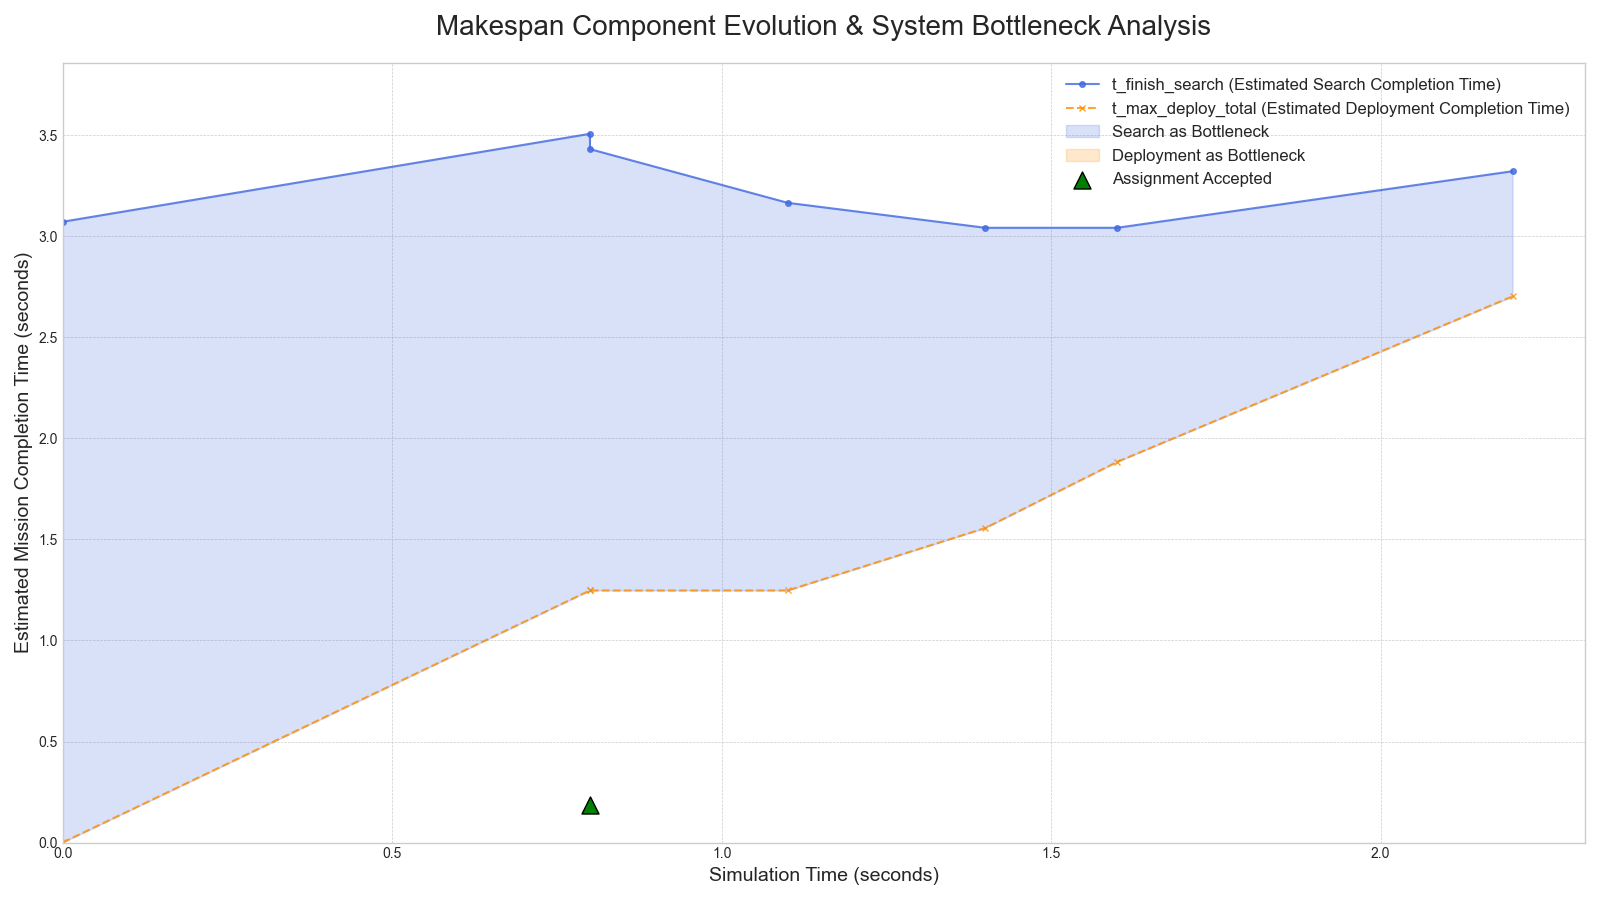 Makespan Component Evolution & System Bottleneck Analysis
t_finish_search (Estimated Search Completion Time)
t_max_deploy_total (Estimated Deployment Completion Time)
Search as Bottleneck
Deployment as Bottleneck
Assignment Accepted
Estimated Mission Completion Time (seconds)
3.5
3.0
2.5
2.0
1.5
1.0
0.5
0.0
0.0 0.5 1.0 1.5 2.0
Simulation Time (seconds)